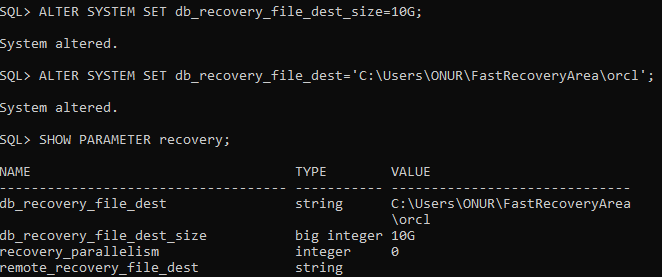 SQL> ALTER SYSTEM SET db_recovery_file_dest_size=10G;
System altered.
SQL> ALTER SYSTEM SET db_recovery_file_dest='C:\Users\ONUR\FastRecoveryArea\orcl';
System altered.
SQL> SHOW PARAMETER recovery;
NAME                                 TYPE        VALUE
------------------------------------ ----------- ------------------------------
db_recovery_file_dest                string      C:\Users\ONUR\FastRecoveryArea
                                                 \orcl
db_recovery_file_dest_size           big integer 10G
recovery_parallelism                 integer     0
remote_recovery_file_dest            string